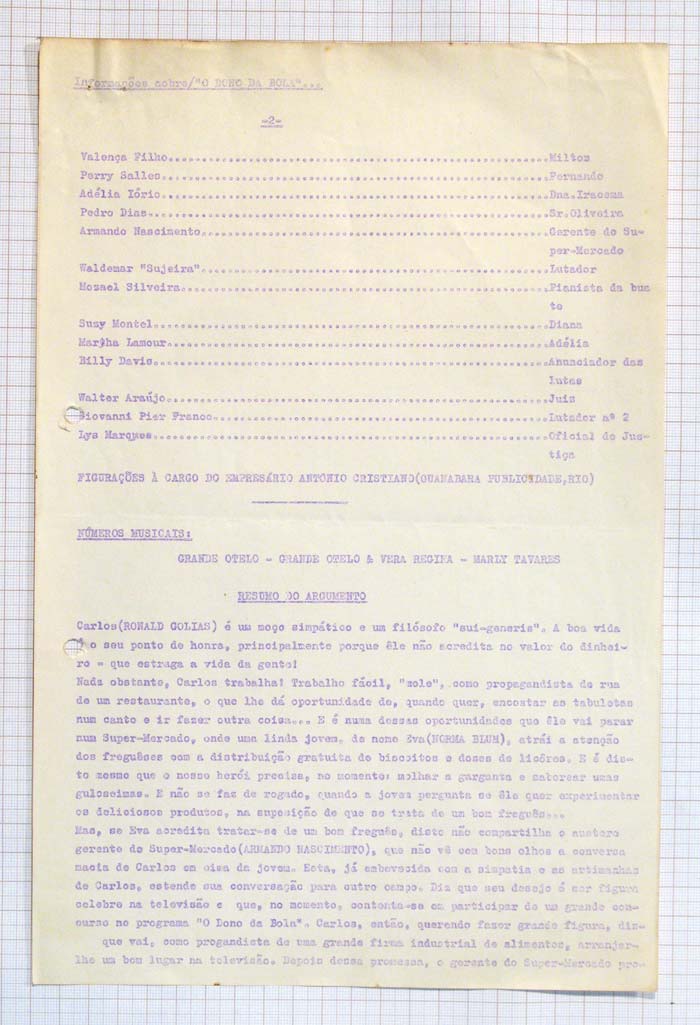 Informações sobre/"O DONO DA BOLA"...
-2-
Valença Filho..............................Milton
Perry Salles..............................Fernando
Adélia Iório..............................Dna. Iracema
Pedro Dias..............................Sr. Oliveira
Armando Nascimento..............................Gerente do Su-
per-Mercado
Waldemar "Sujeira"..............................Lutador
Mozael Silveira..............................Pianista da bua
te
Suzy Montel..............................Diana
Martha Lamour..............................Adélia
Billy Davis..............................Anunciador das
Lutas
Walter Araújo..............................Juiz
Giovanni Pier Franco..............................Lutador nº 2
Lys Marques..............................Oficial de Jus-
tiça
FIGURAÇÕES À CARGO DO EMPRESÁRIO ANTONIO CRISTIANO(GUANABARA PUBLICIDADE,RIO)
NÚMEROS MUSICAIS:
GRANDE OTELO - GRANDE OTELO & VERA REGINA - MARLY TAVARES
RESUMO DO ARGUMENTO
Carlos(RONALD GOLIAS) é um moço simpático e um filósofo "sui-generis". A boa vida
é o seu ponto de honra, principalmente porque êle não acredita no valor do dinhei-
ro - que estraga a vida da gente!
Nada obstante, Carlos trabalha! Trabalho fácil, "mole", como propagandista de rua
de um restaurante, o que lhe dá oportunidade de, quando quer, encostar as tabuletas
num canto e ir fazer outra coisa... E é numa dessas oportunidades que êle vai parar
num Super-Mercado, onde uma linda jovem, de nome Eva(NORMA BLUM), atrái a atenção
dos freguêses com a distribuição gratuita de biscoitos e doses de licôres. E é dis-
to mesmo que o nosso herói precisa, no momento: molhar a garganta e saborear umas
guloseimas. E não se faz de rogado, quando a jovem pergunta se êle quer experimentar
os deliciosos produtos, na suposição de que se trata de um bom freguês...
Mas, se Eva acredita tratar-se de um bom freguês, disto não compartilha o austero
gerente do Super-Mercado(ARMANDO NASCIMENTO), que não vê com bons olhos a conversa
macia de Carlos em cima da jovem. Esta, já embevecida com a simpatia e as artimanhas
de Carlos, estende sua conversação para outro campo. Diz que seu desejo é ser figura
celebre na televisão e que, no momento, contenta-se em participar de um grande con-
curso no programa "O Dono da Bola". Carlos, então, querendo fazer grande figura, diz-
que vai, como progandista de uma grande firma industrial de alimentos, arranjar-
lhe um bom lugar na televisão. Depois dessa promessa, o gerente do Super-Mercado pro-